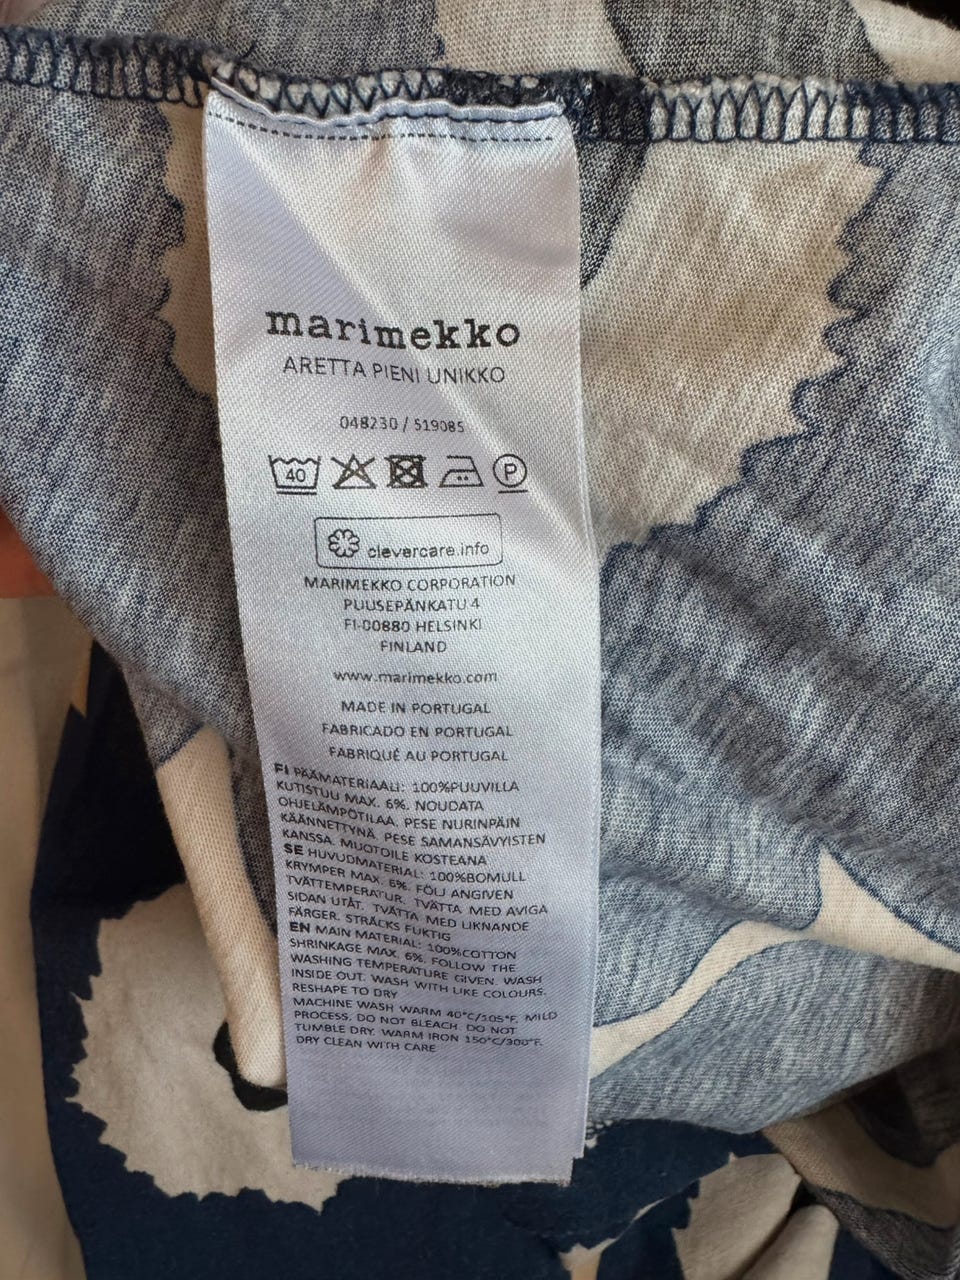 marimekko
ARETTA PIENI UNIKKO
048230 / 519085
40 P
clevercare.info
MARIMEKKO CORPORATION
PUUSEPÄNKATU 4
FI-00880 HELSINKI
FINLAND
www.marimekko.com
MADE IN PORTUGAL
FABRICADO EN PORTUGAL
FABRIQUÉ AU PORTUGAL
FI PÄÄMATERIAALI: 100%PUUVILLA
KUTISTUU MAX. 6%. NOUDATA
OHJELÄMPÖTILAA. PESE NURINPÄIN
KÄÄNNETTYNÄ. PESE SAMANSÄVYISTEN
KANSSA. MUOTOILE KOSTEANA
SE HUVUDMATERIAL: 100%BOMULL
KRYMPER MAX. 6%. FÖLJ ANGIVEN
TVÄTTEMPERATUR. TVÄTTA MED AVIGA
SIDAN UTÅT. TVÄTTA MED LIKNANDE
FÄRGER. STRÄCKS FUKTIG
EN MAIN MATERIAL: 100%COTTON
SHRINKAGE MAX. 6%. FOLLOW THE
WASHING TEMPERATURE GIVEN. WASH
INSIDE OUT. WASH WITH LIKE COLOURS.
RESHAPE TO DRY
MACHINE WASH WARM 40°C/105°F. MILD
PROCESS. DO NOT BLEACH. DO NOT
TUMBLE DRY. WARM IRON 150°C/300°F.
DRY CLEAN WITH CARE